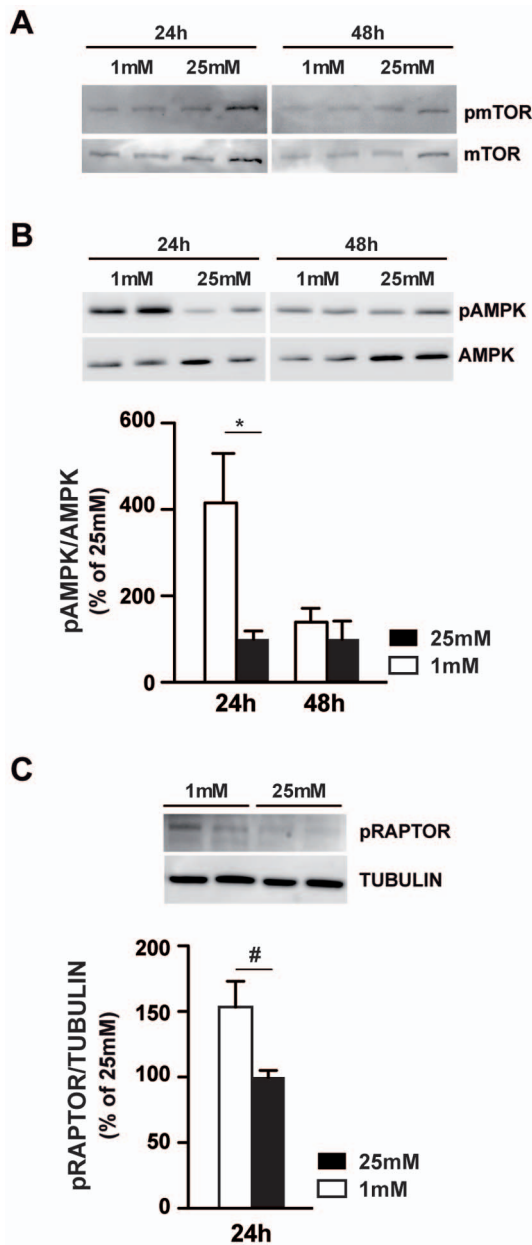 A
24h 48h
1mM 25mM 1mM 25mM
pmTOR
mTOR
B
24h 48h
1mM 25mM 1mM 25mM
pAMPK
AMPK
pAMPK/AMPK
(% of 25mM)
600
*
400
200
0
24h 48h
25mM
1mM
C
1mM 25mM
pRAPTOR
TUBULIN
pRAPTOR/TUBULIN
(% of 25mM)
200
#
150
100
50
0
24h
25mM
1mM